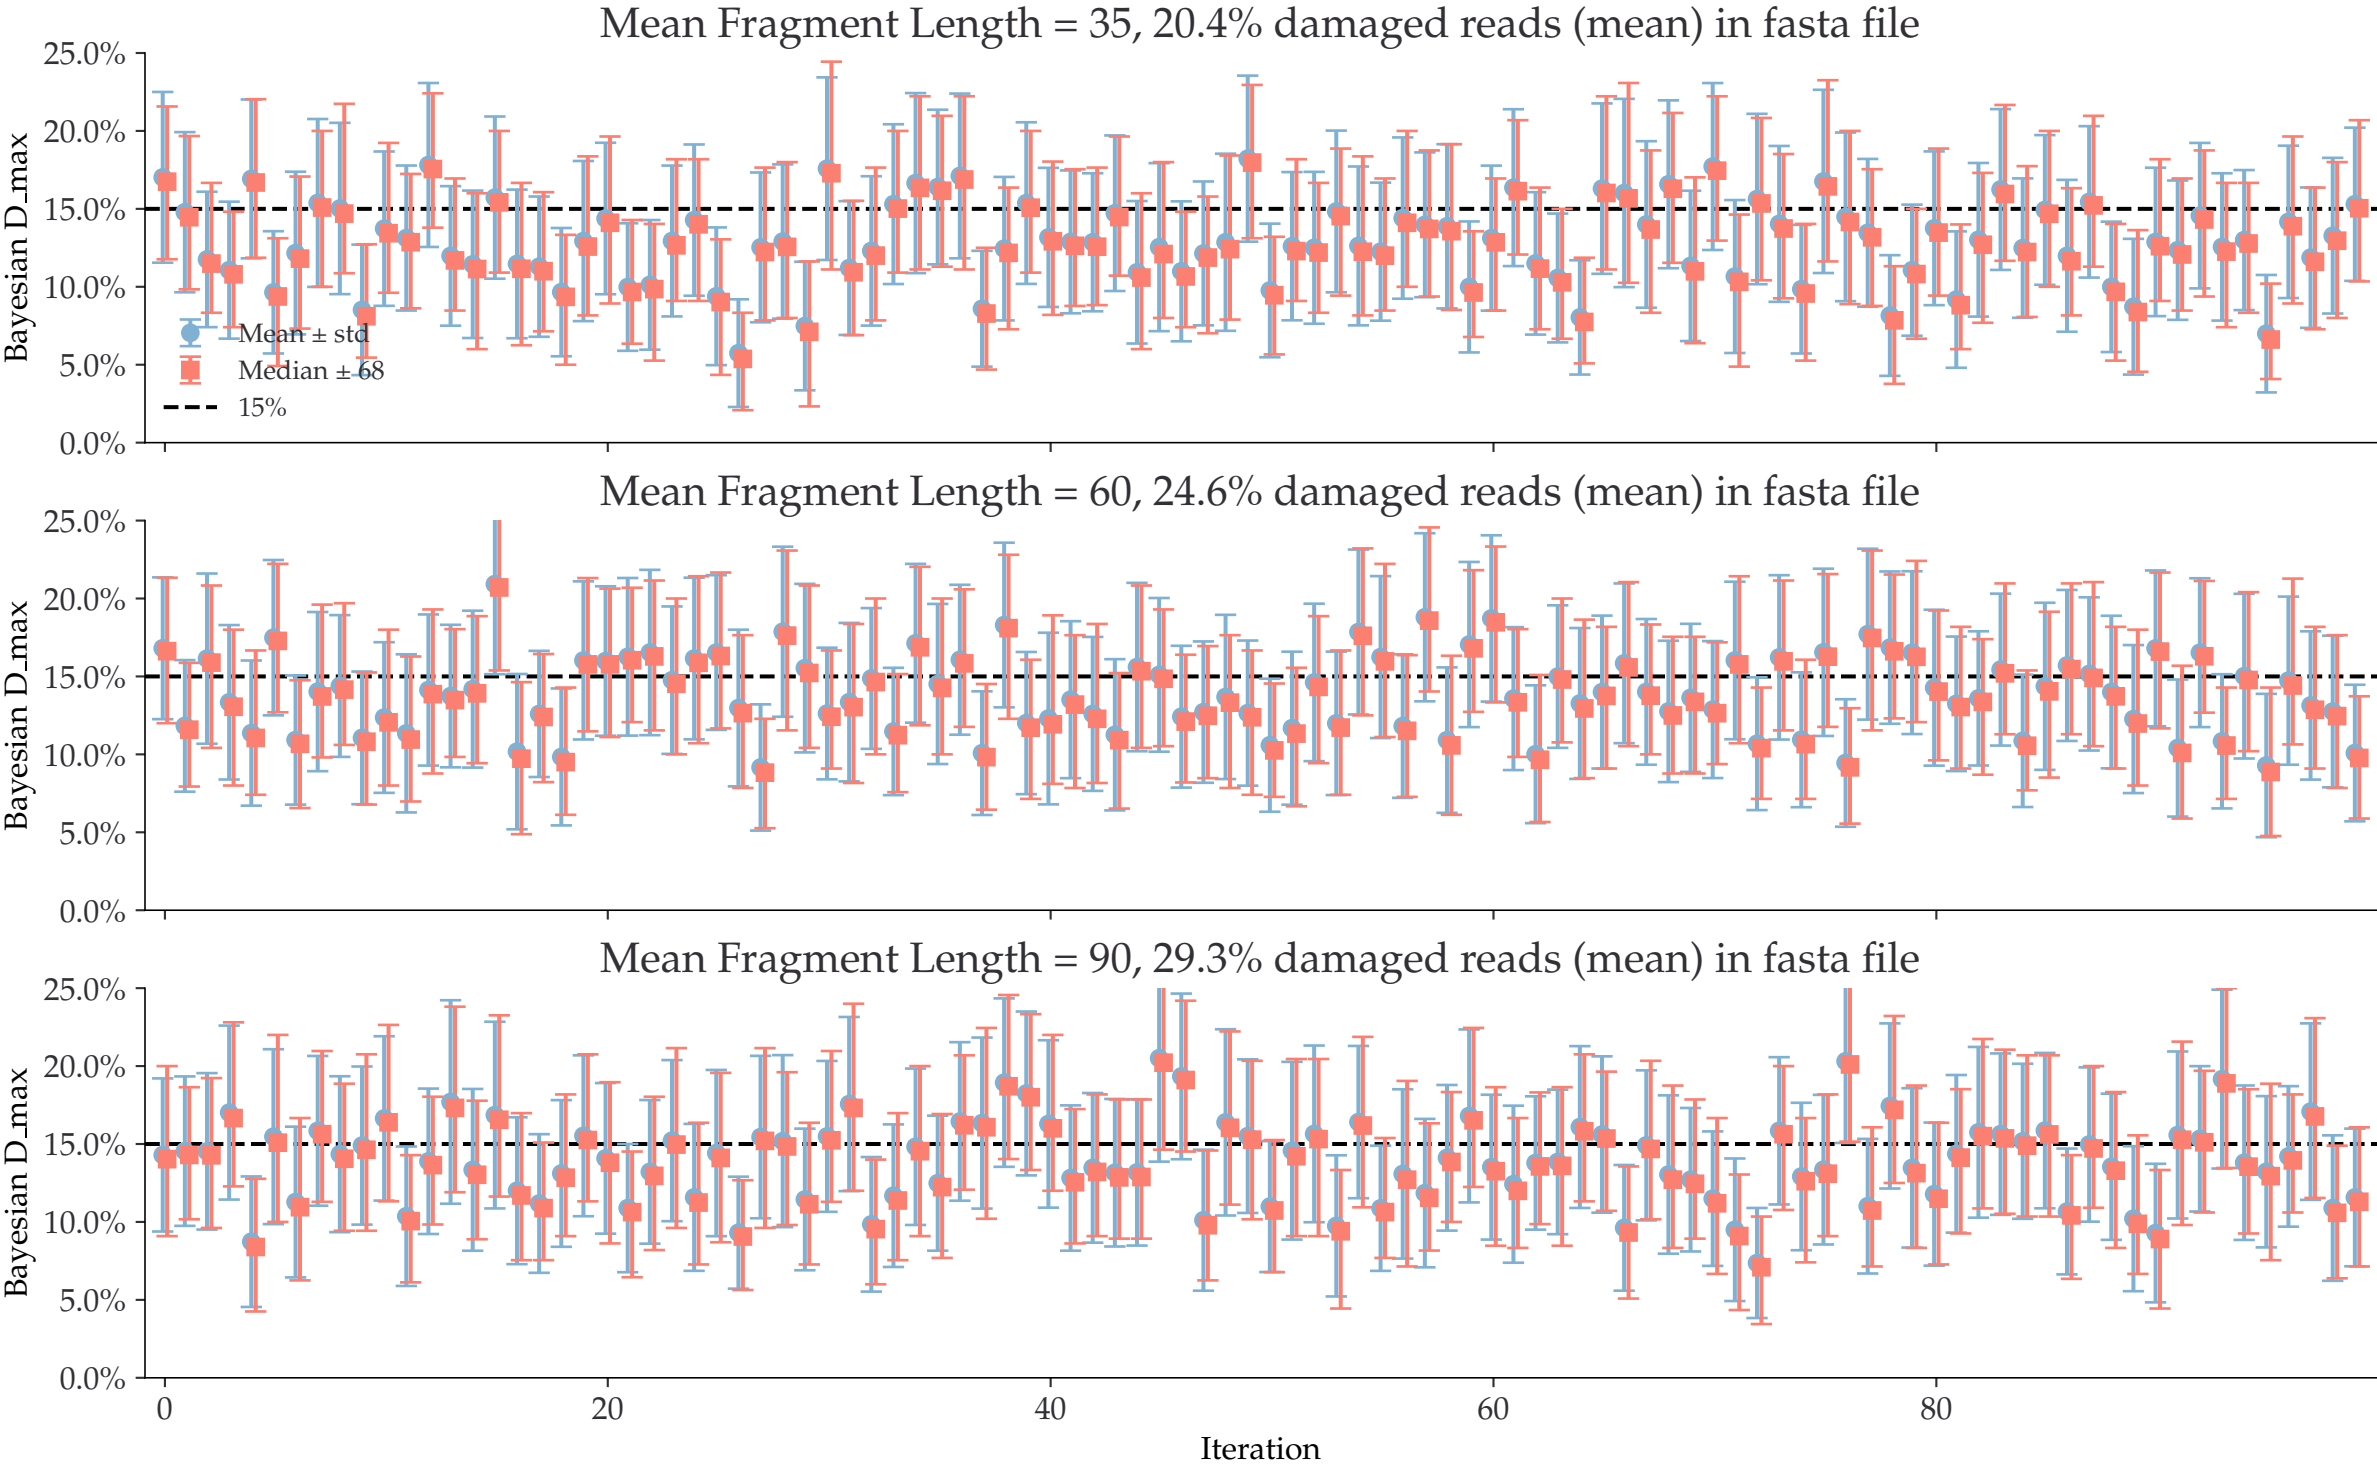 Mean Fragment Length = 35, 20.4% damaged reads (mean) in fasta file
25.0%
20.0%
15.0%
10.0%
5.0%
0.0%
Bayesian D_max
Mean ± std
Median ± 68
15%
Mean Fragment Length = 60, 24.6% damaged reads (mean) in fasta file
25.0%
20.0%
15.0%
10.0%
5.0%
0.0%
Bayesian D_max
Mean Fragment Length = 90, 29.3% damaged reads (mean) in fasta file
25.0%
20.0%
15.0%
10.0%
5.0%
0.0%
Bayesian D_max
0 20 40 60 80
Iteration